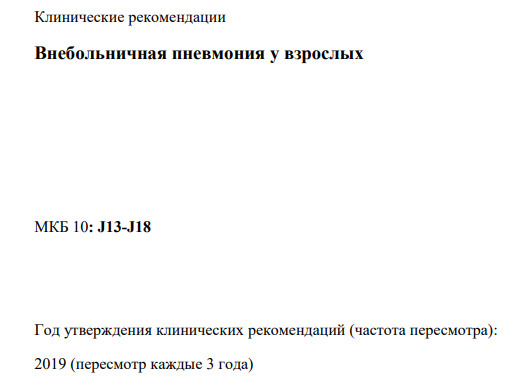 Клинические рекомендации
Внебольничная пневмония у взрослых
МКБ 10: J13-J18
Год утверждения клинических рекомендаций (частота пересмотра):
2019 (пересмотр каждые 3 года)